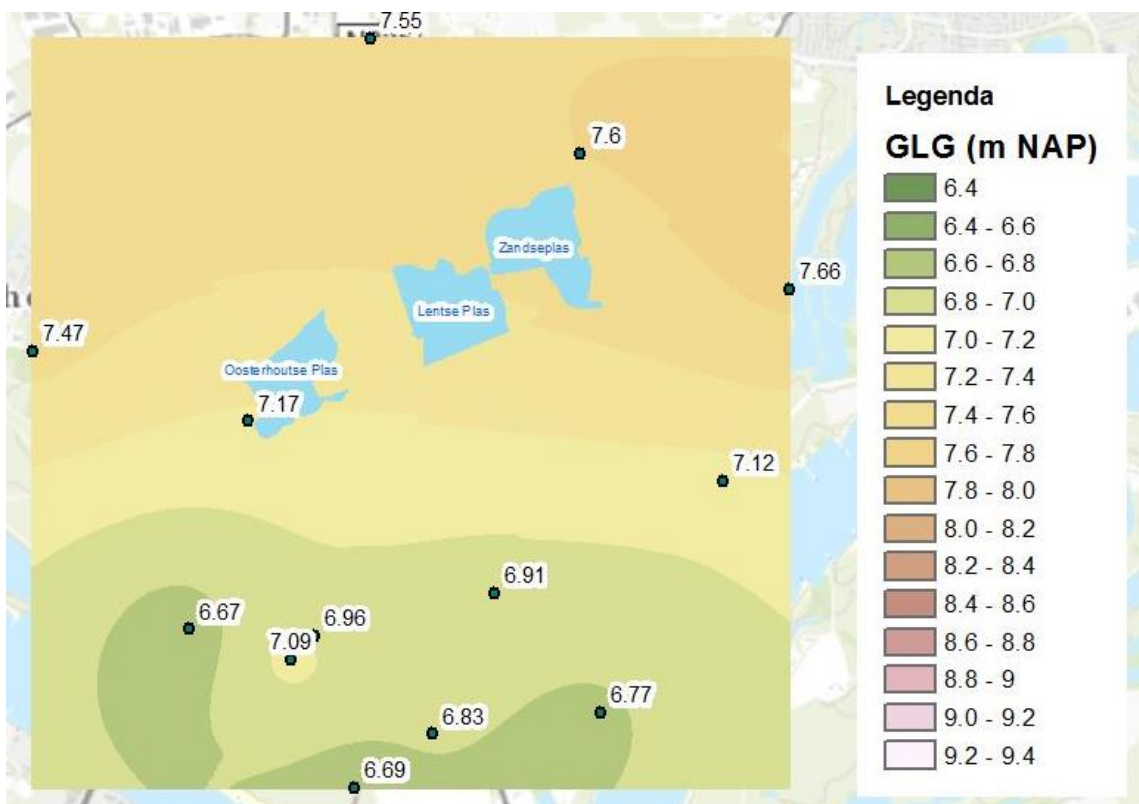 7.55
7.6
Zandseplas
7.66
Lentse Plas
7.47
Oosterhoutse Plas
7.17
7.12
6.91
6.67
6.96
7.09
6.77
6.83
6.69
Legenda
GLG (m NAP)
6.4
6.4 - 6.6
6.6 - 6.8
6.8 - 7.0
7.0 - 7.2
7.2 - 7.4
7.4 - 7.6
7.6 - 7.8
7.8 - 8.0
8.0 - 8.2
8.2 - 8.4
8.4 - 8.6
8.6 - 8.8
8.8 - 9
9.0 - 9.2
9.2 - 9.4